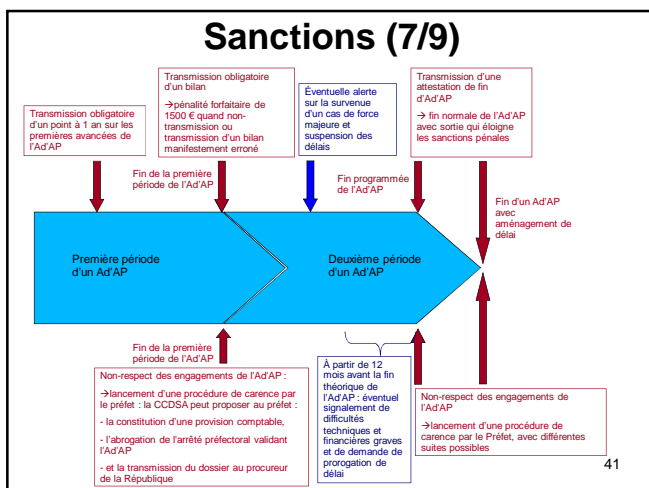 Sanctions (7/9)
Transmission obligatoire
d'un point à 1 an sur les
premières avancées de
l'Ad'AP
Transmission obligatoire
d'un bilan
→pénalité forfaitaire de
1500 € quand non-
transmission ou
transmission d'un bilan
manifestement erroné
Éventuelle alerte
sur la survenue
d'un cas de force
majeure et
suspension des
délais
Transmission d'une
attestation de fin
d'Ad'AP
→ fin normale de l'Ad'AP
avec sortie qui éloigne
les sanctions pénales
Fin de la première
période de l'Ad'AP
Fin programmée
de l'Ad'AP
Fin d'un Ad'AP
avec
aménagement de
délai
Première période
d'un Ad'AP
Deuxième période
d'un Ad'AP
Fin de la première
période de l'Ad'AP
Non-respect des engagements de l'Ad'AP :
→lancement d'une procédure de carence par
le préfet : la CCDSA peut proposer au préfet :
- la constitution d'une provision comptable,
- l'abrogation de l'arrêté préfectoral validant
l'Ad'AP
- et la transmission du dossier au procureur
de la République
À partir de 12
mois avant la fin
théorique de
l'Ad'AP : éventuel
signalement de
difficultés
techniques et
financières graves
et de demande de
prorogation de
délai
Non-respect des engagements de
l'Ad'AP
→lancement d'une procédure de
carence par le Préfet, avec différentes
suites possibles
41